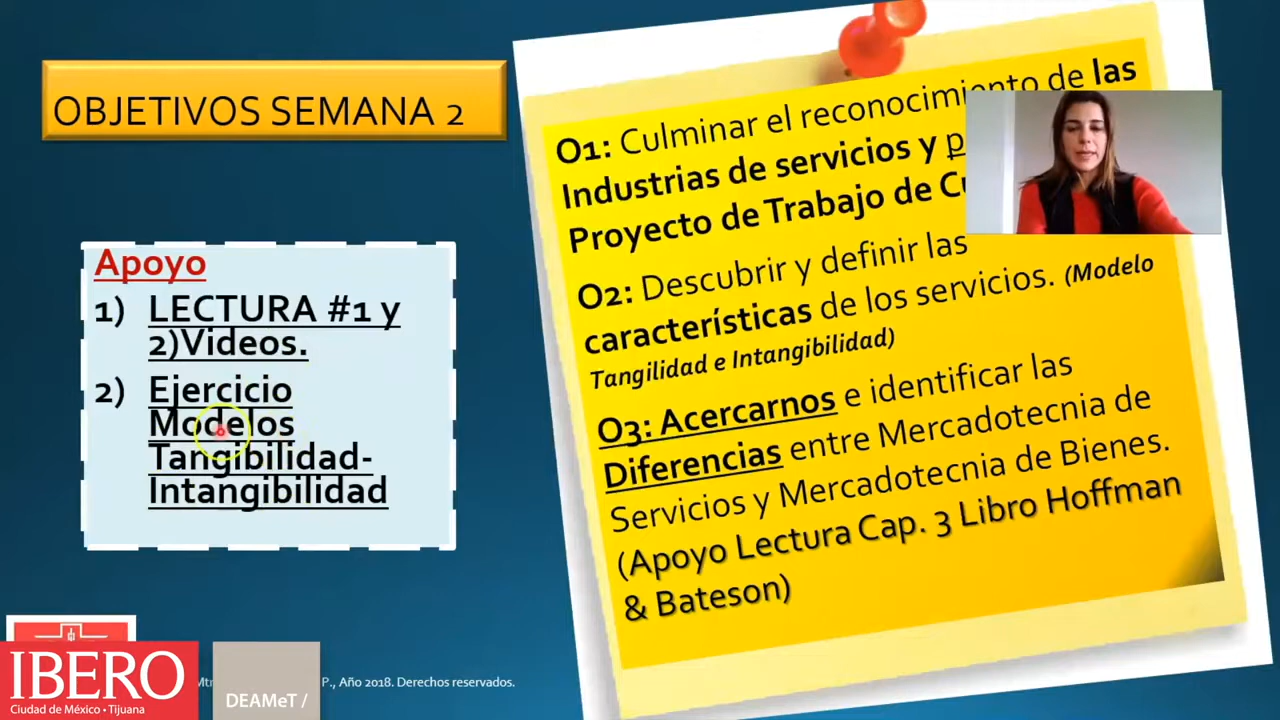 OBJETIVOS SEMANA 2
Apoyo
1) LECTURA #1 y
2)Videos.
2) Ejercicio
Modelos
Tangibilidad-
Intangibilidad
O1: Culminar el reconocimiento de las
Industrias de servicios y
Proyecto de Trabajo de
O2: Descubrir y definir las
características de los servicios. (Modelo
Tangilidad e Intangibilidad)
O3: Acercarnos e identificar las
Diferencias entre Mercadotecnia de
Servicios y Mercadotecnia de Bienes.
(Apoyo Lectura Cap. 3 Libro Hoffman
& Bateson)
IBERO
Ciudad de México • Tijuana
DEAMeT /
P., Año 2018. Derechos reservados.